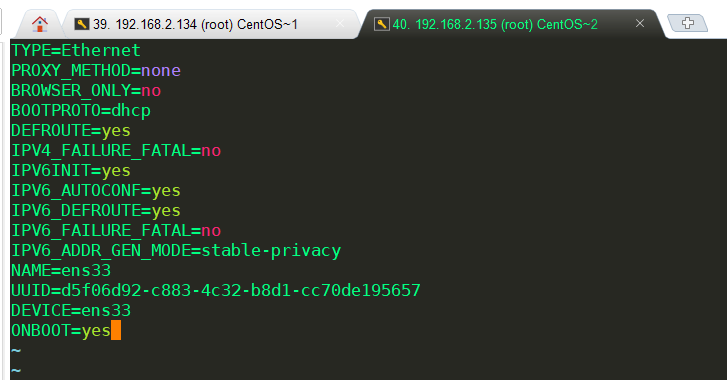 39. 192.168.2.134 (root) CentOS~1
40. 192.168.2.135 (root) CentOS~2
TYPE=Ethernet
PROXY_METHOD=none
BROWSER_ONLY=no
BOOTPROTO=dhcp
DEFROUTE=yes
IPV4_FAILURE_FATAL=no
IPV6INIT=yes
IPV6_AUTOCONF=yes
IPV6_DEFROUTE=yes
IPV6_FAILURE_FATAL=no
IPV6_ADDR_GEN_MODE=stable-privacy
NAME=ens33
UUID=d5f06d92-c883-4c32-b8d1-cc70de195657
DEVICE=ens33
ONBOOT=yes
~
~